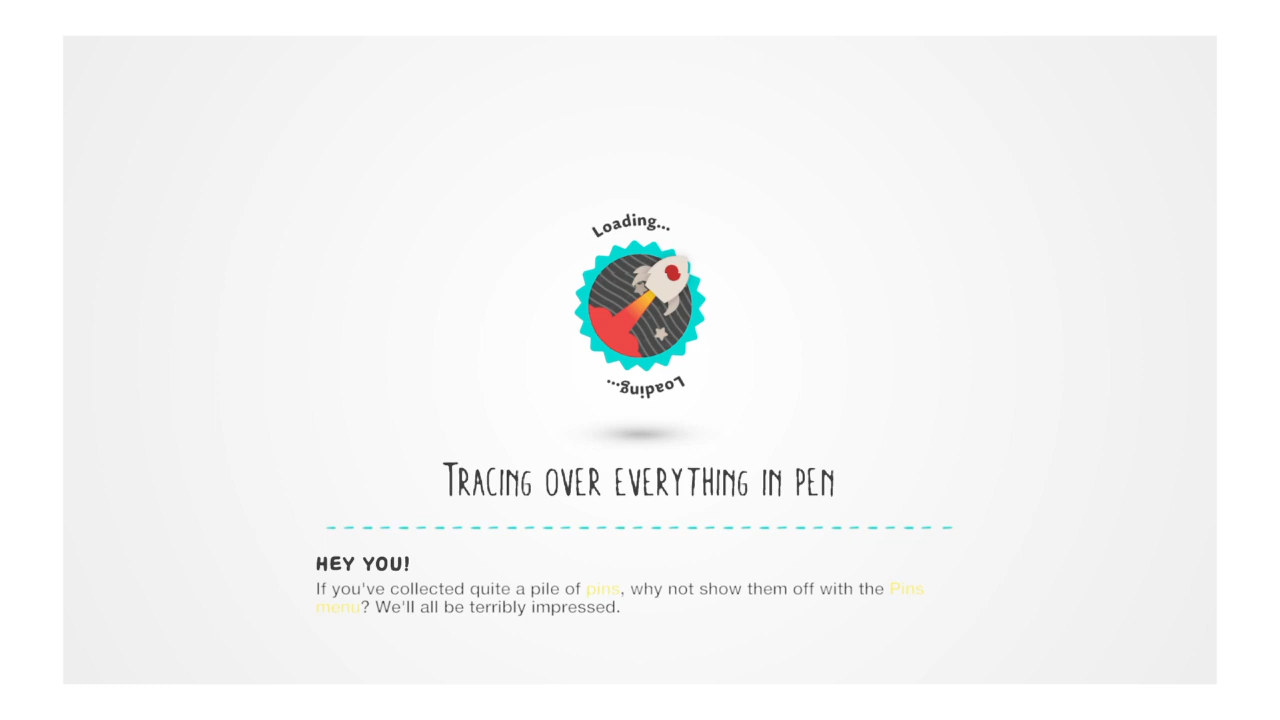 Loading...
Loading...
Tracing over everything in pen
HEY YOU!
If you've collected quite a pile of pins, why not show them off with the Pins
menu? We'll all be terribly impressed.